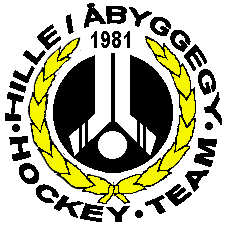 HILLE / ÅBYGGEGY
1981
HOCKEY • TEAM